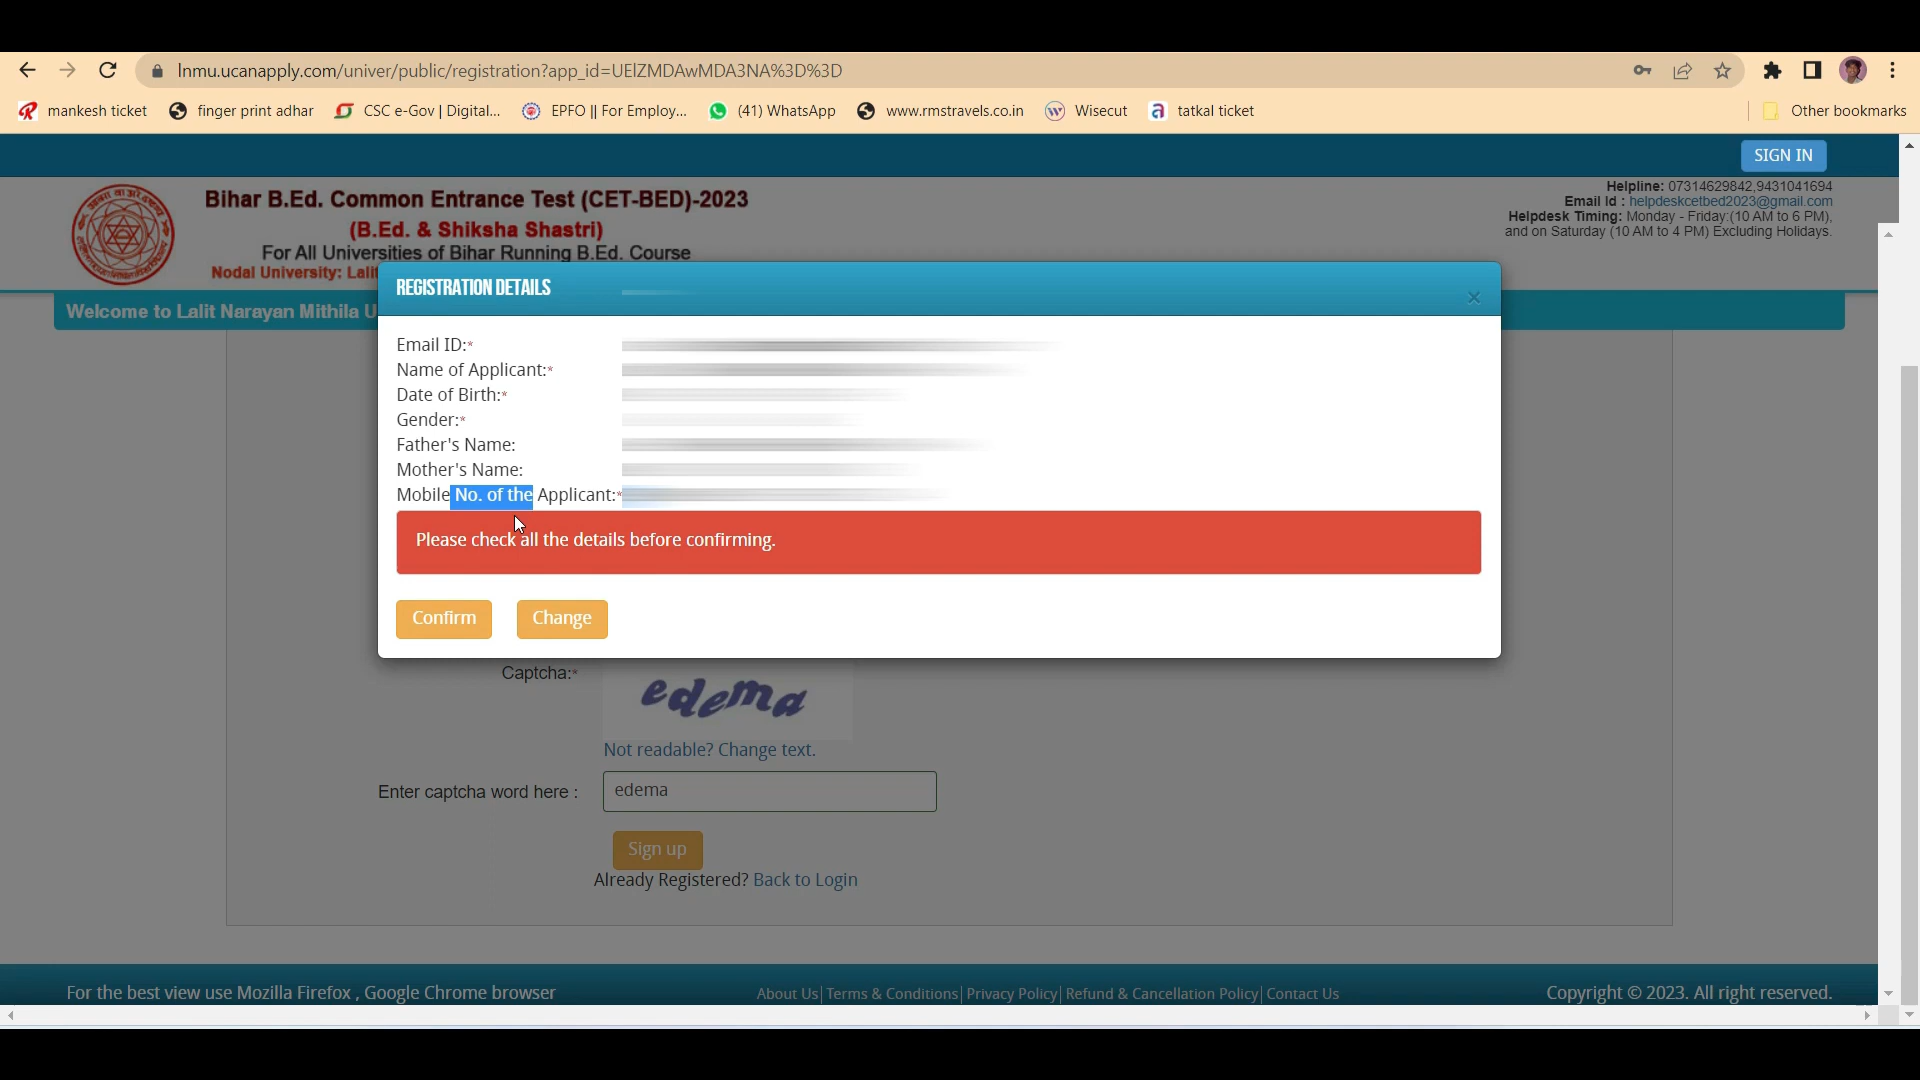 lnmu.ucanapply.com/univer/public/registration?app_id=UElZMDAwMDA3NA%3D%3D
mankesh ticket finger print adhar CSC e-Gov | Digital... EPFO || For Employ... (41) WhatsApp www.rmstravels.co.in Wisecut tatkal ticket Other bookmarks
SIGN IN
Bihar B.Ed. Common Entrance Test (CET-BED)-2023
(B.Ed. & Shiksha Shastri)
For All Universities of Bihar Running B.Ed. Course
Nodal University: Lalit
Helpline: 07314629842,9431041694
Email Id : helpdeskcetbed2023@gmail.com
Helpdesk Timing: Monday - Friday:(10 AM to 6 PM),
and on Saturday (10 AM to 4 PM) Excluding Holidays.
Welcome to Lalit Narayan Mithila U
REGISTRATION DETAILS
×
Email ID:*
Name of Applicant:*
Date of Birth:*
Gender:*
Father's Name:
Mother's Name:
Mobile No. of the Applicant:*
Please check all the details before confirming.
Confirm Change
Captcha:*
edema
Not readable? Change text.
Enter captcha word here : edema
Sign up
Already Registered? Back to Login
For the best view use Mozilla Firefox , Google Chrome browser
About Us| Terms & Conditions| Privacy Policy| Refund & Cancellation Policy| Contact Us
Copyright © 2023. All right reserved.